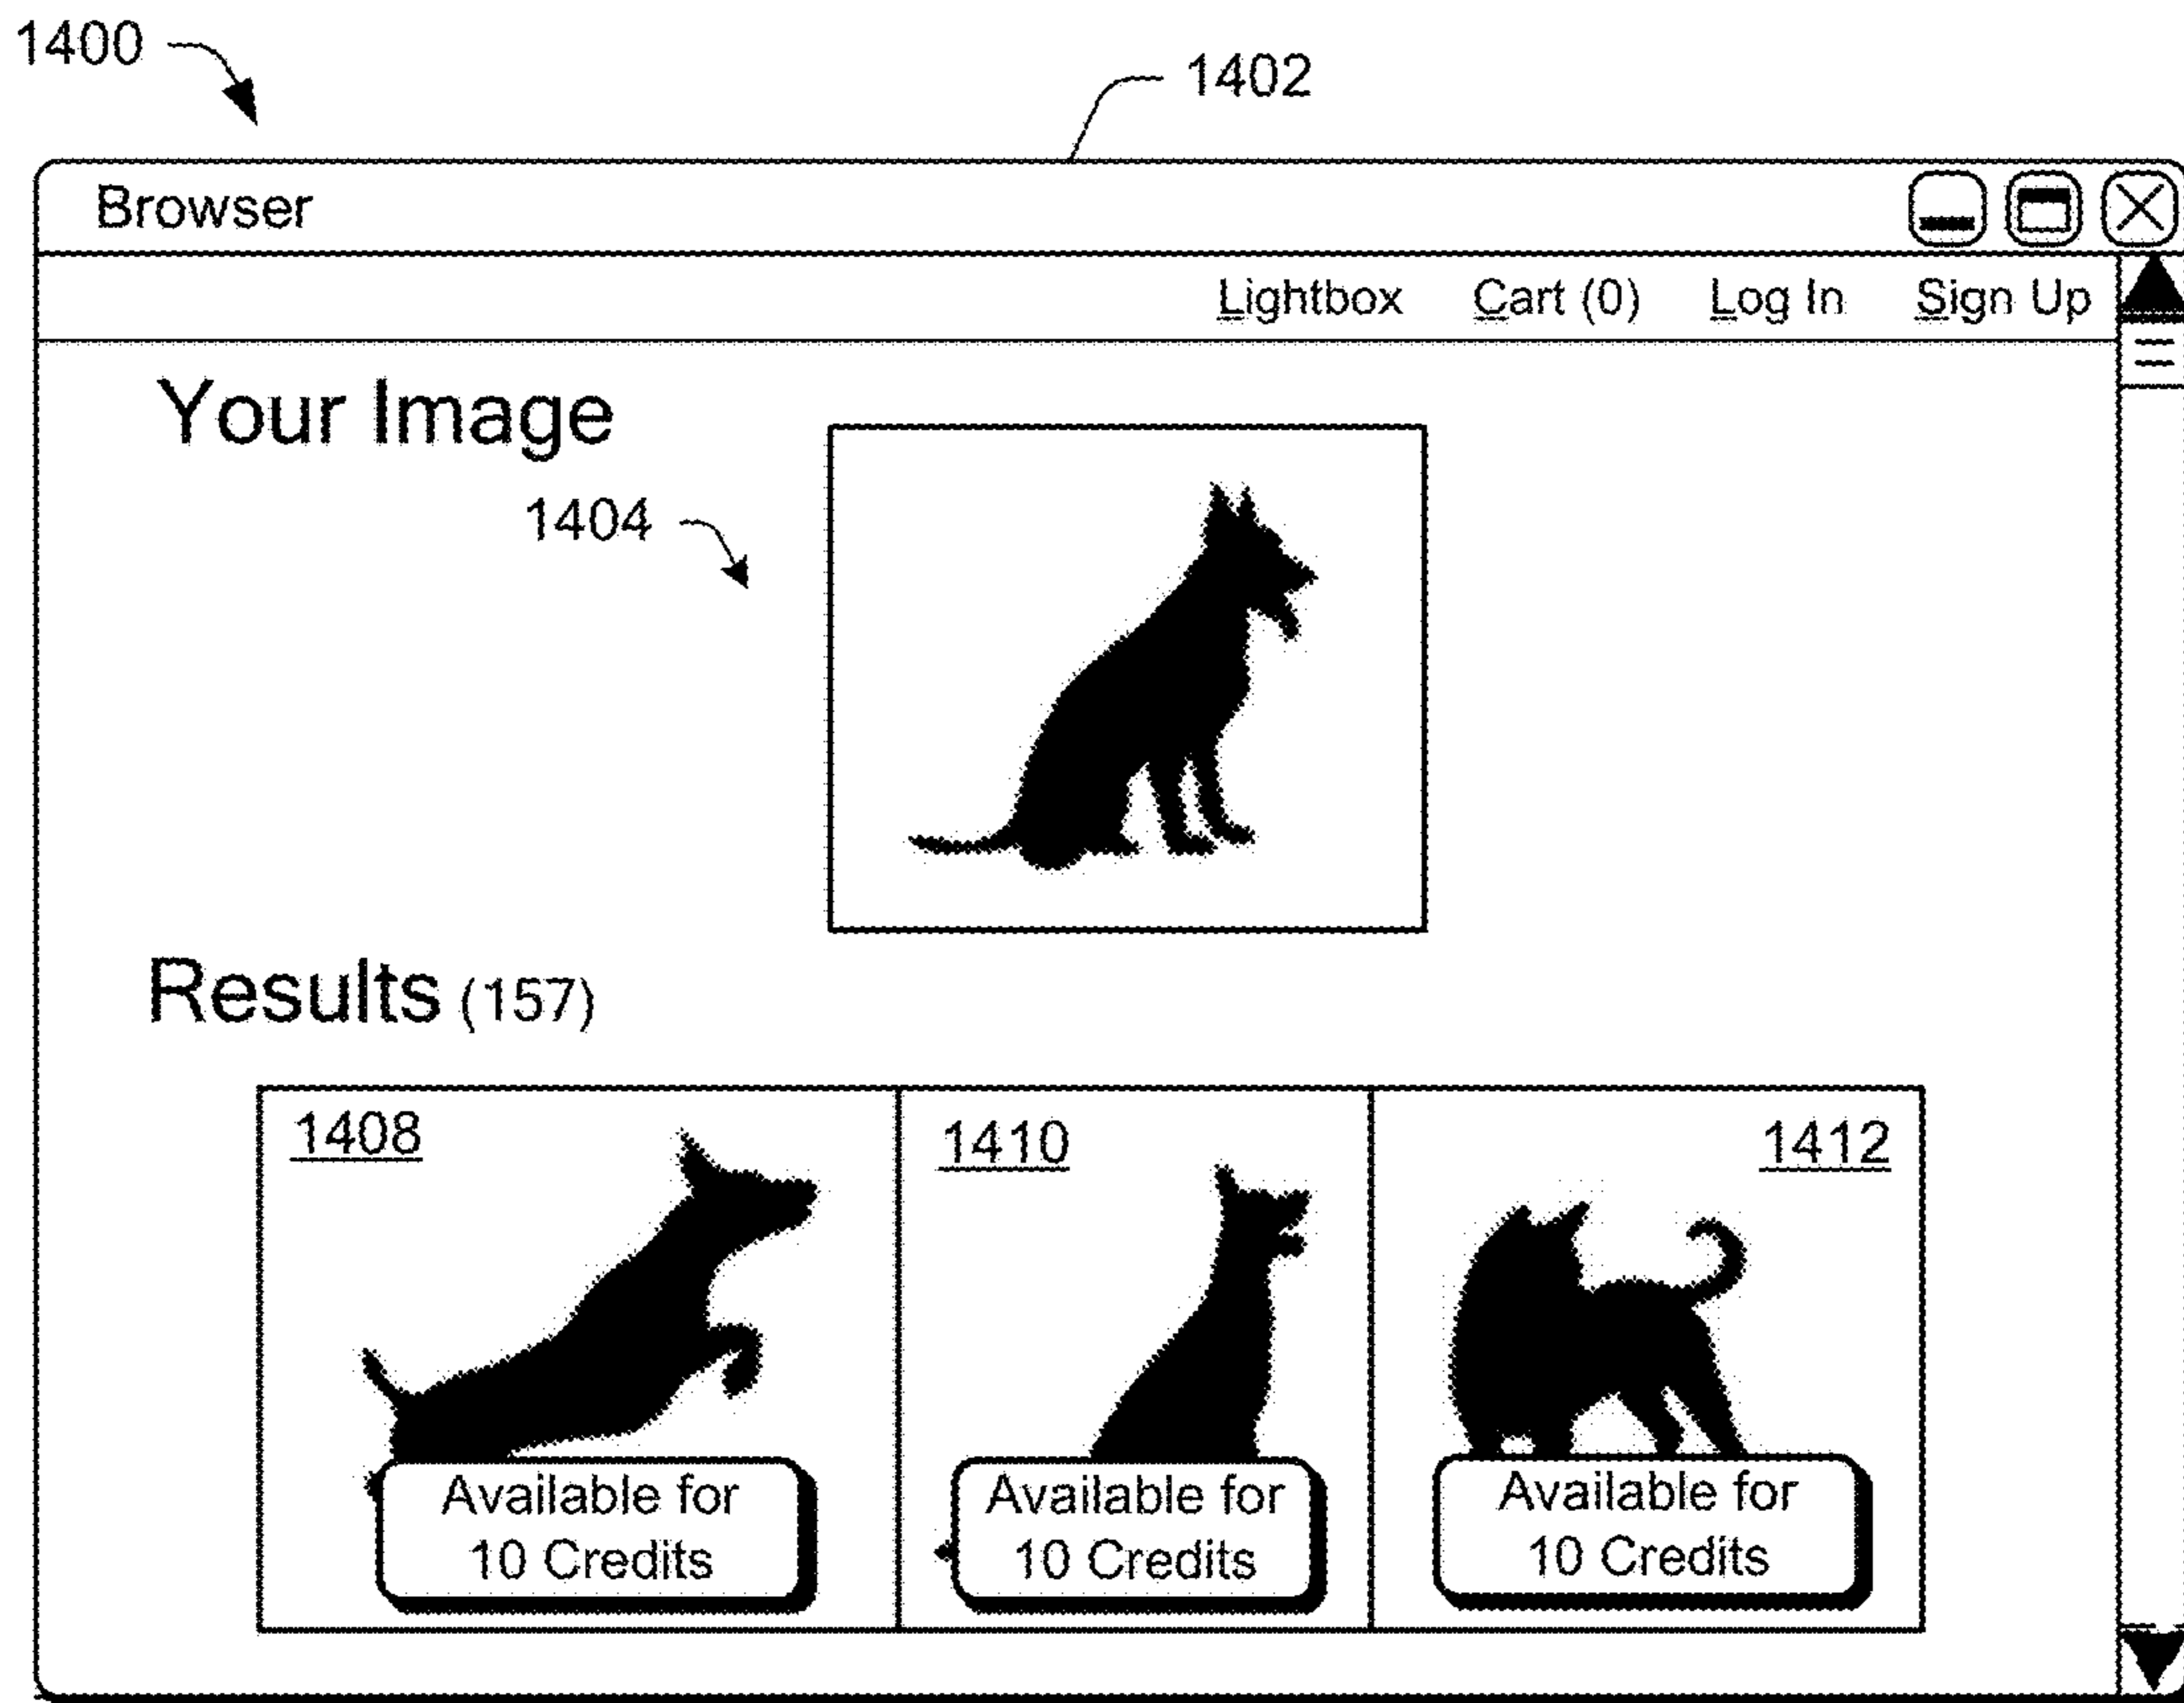 1400
1402
Browser
Lightbox Cart (0) Log In Sign Up
Your Image
1404
Results (157)
1408 1410 1412
Available for Available for Available for
10 Credits 10 Credits 10 Credits